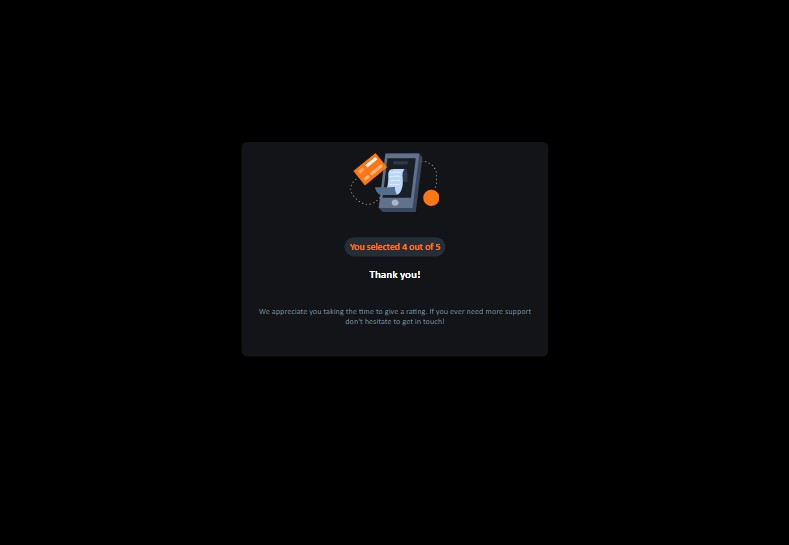 You selected 4 out of 5
Thank you!
We appreciate you taking the time to give a rating. If you ever need more support
don't hesitate to get in touch!